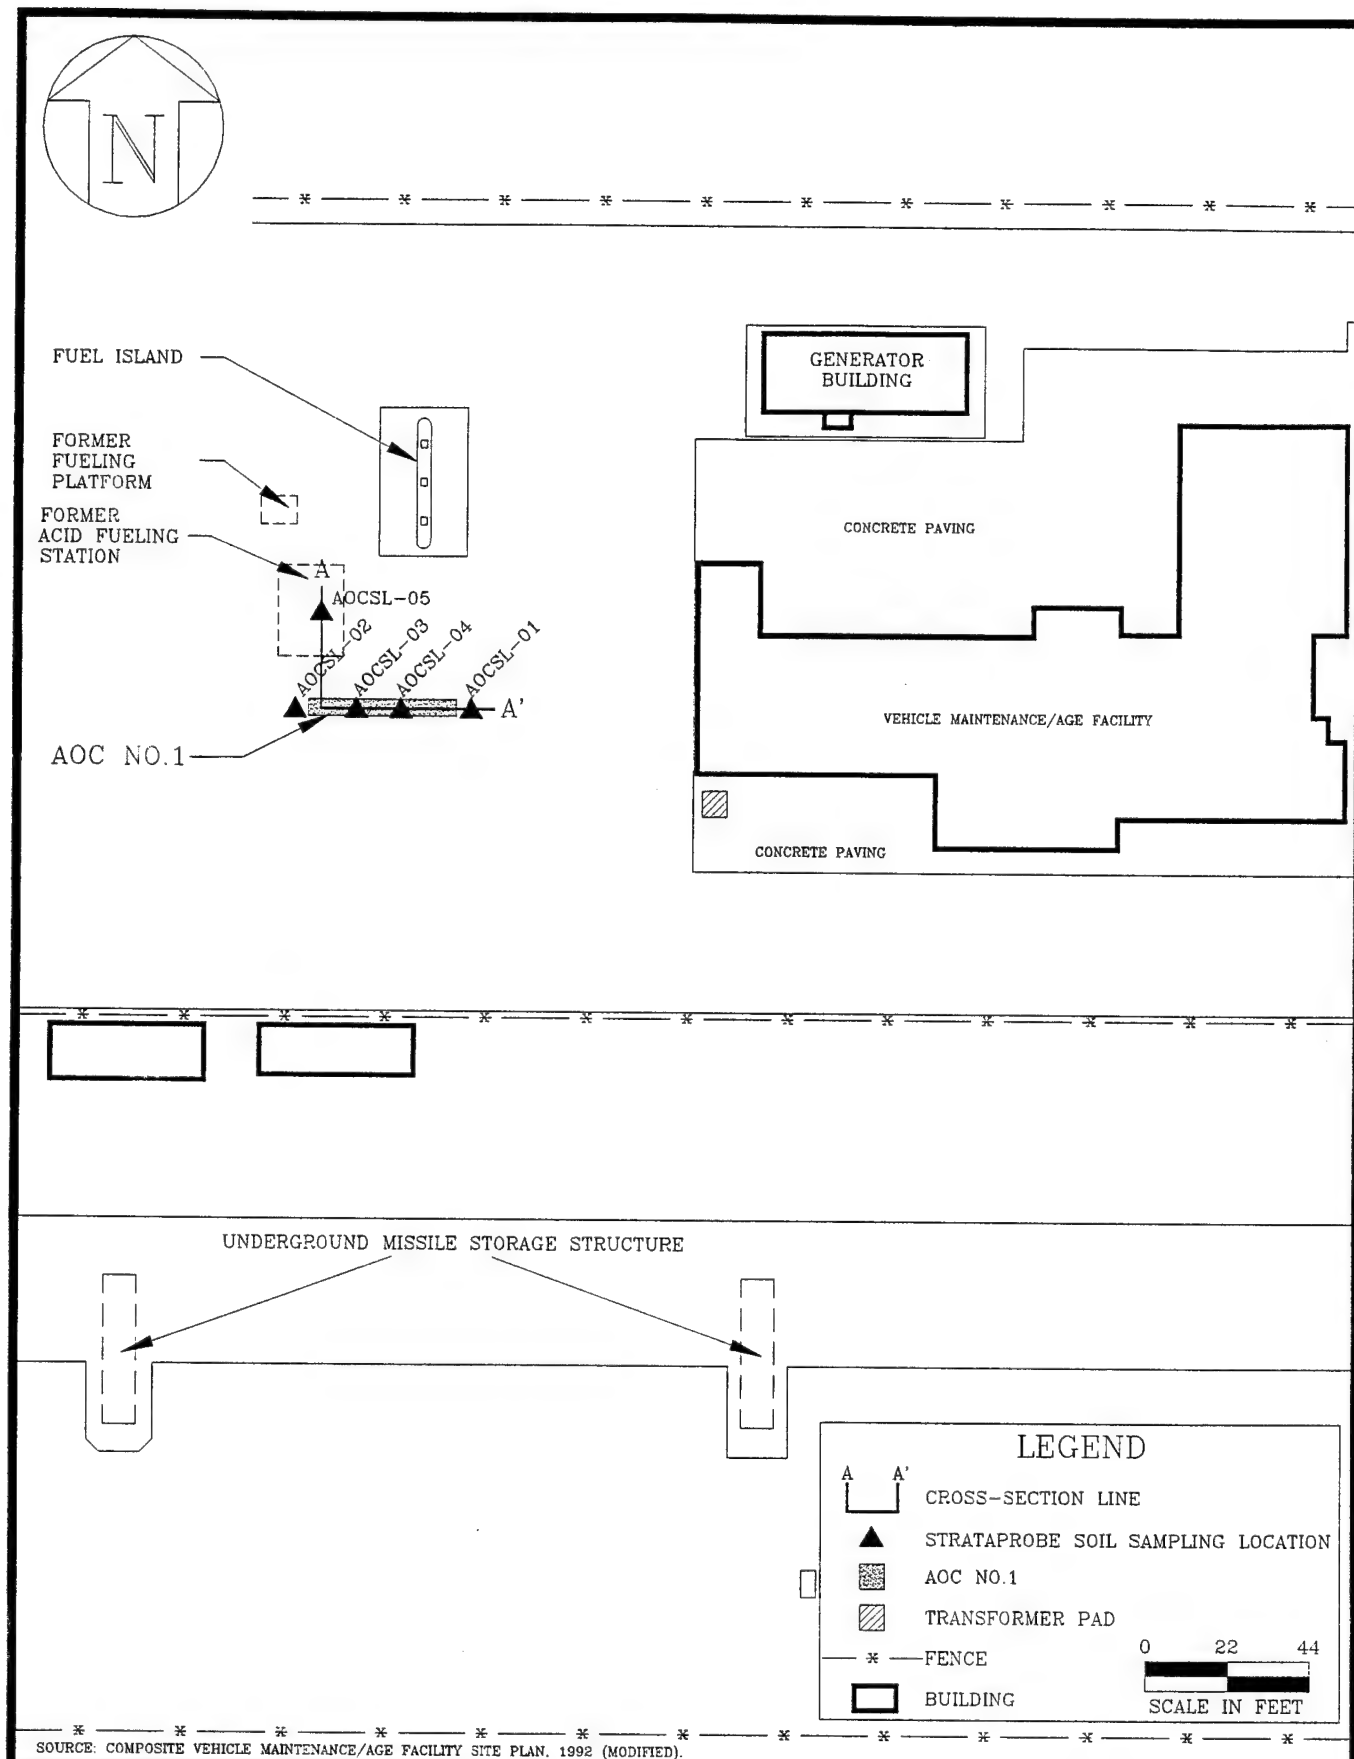 N
FUEL ISLAND
FORMER
FUELING
PLATFORM
FORMER
ACID FUELING
STATION
A
AOCSL-05
AOCSL-02
AOCSL-03
AOCSL-04
AOCSL-01
A'
AOC NO.1
GENERATOR
BUILDING
CONCRETE PAVING
VEHICLE MAINTENANCE/AGE FACILITY
CONCRETE PAVING
UNDERGROUND MISSILE STORAGE STRUCTURE
LEGEND
A A'
CROSS-SECTION LINE
STRATAPROBE SOIL SAMPLING LOCATION
AOC NO.1
TRANSFORMER PAD
FENCE
BUILDING
0 22 44
SCALE IN FEET
SOURCE: COMPOSITE VEHICLE MAINTENANCE/AGE FACILITY SITE PLAN, 1992 (MODIFIED).